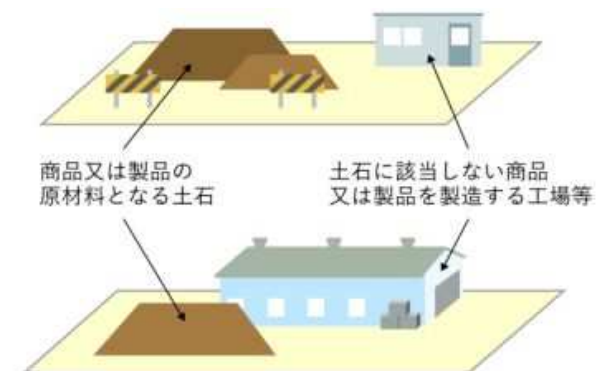 商品又は製品の
原材料となる土石
土石に該当しない商品
又は製品を製造する工場等